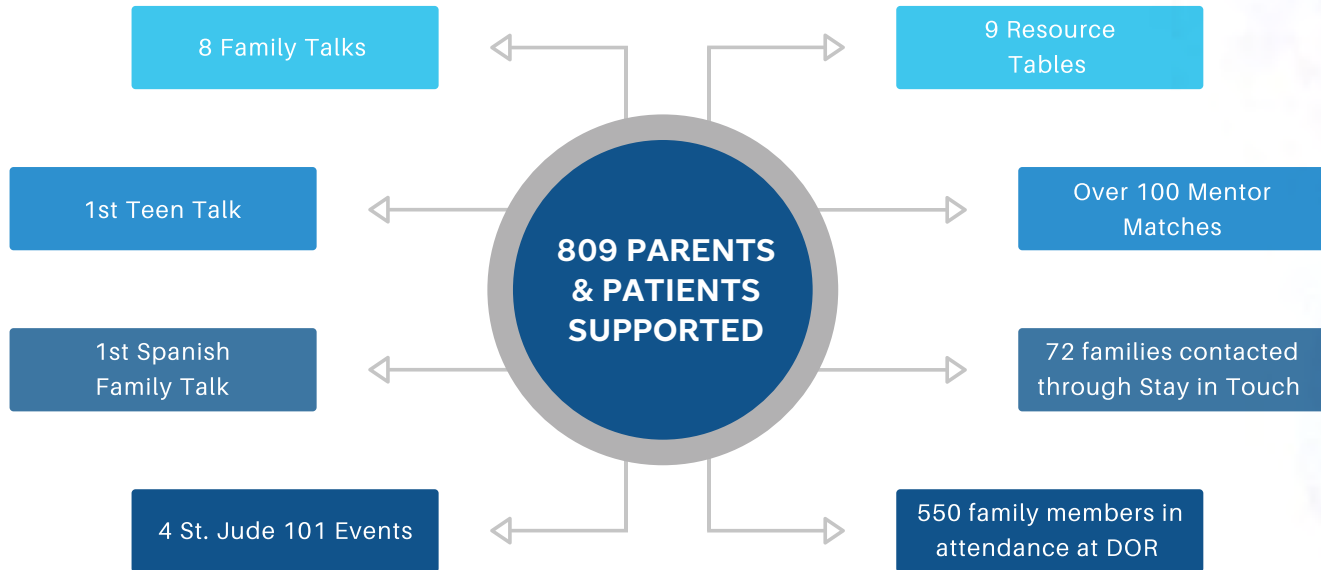 8 Family Talks
9 Resource
Tables
1st Teen Talk
Over 100 Mentor
Matches
809 PARENTS
& PATIENTS
SUPPORTED
1st Spanish
Family Talk
72 families contacted
through Stay in Touch
4 St. Jude 101 Events
550 family members in
attendance at DOR